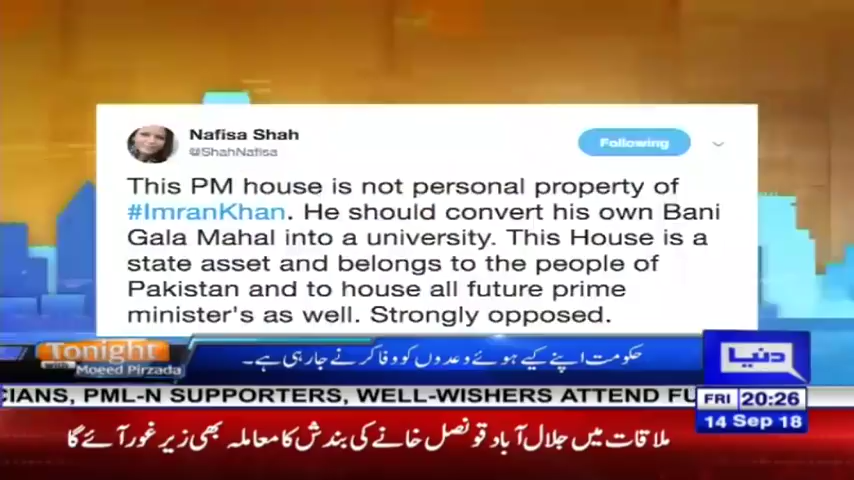 Nafisa Shah
@ShahNafisa
Following
This PM house is not personal property of
#ImranKhan. He should convert his own Bani
Gala Mahal into a university. This House is a
state asset and belongs to the people of
Pakistan and to house all future prime
minister's as well. Strongly opposed.
Tonight
with Moeed Pirzada
حکومت اپنے کیے ہوئے وعدوں کو وفا کرنے جا رہی ہے۔
دنیا
CIANS, PML-N SUPPORTERS, WELL-WISHERS ATTEND FU
FRI 20:26
14 Sep 18
ملاقات میں جلال آباد قونصل خانے کی بندش کا معاملہ بھی زیر غور آئے گا